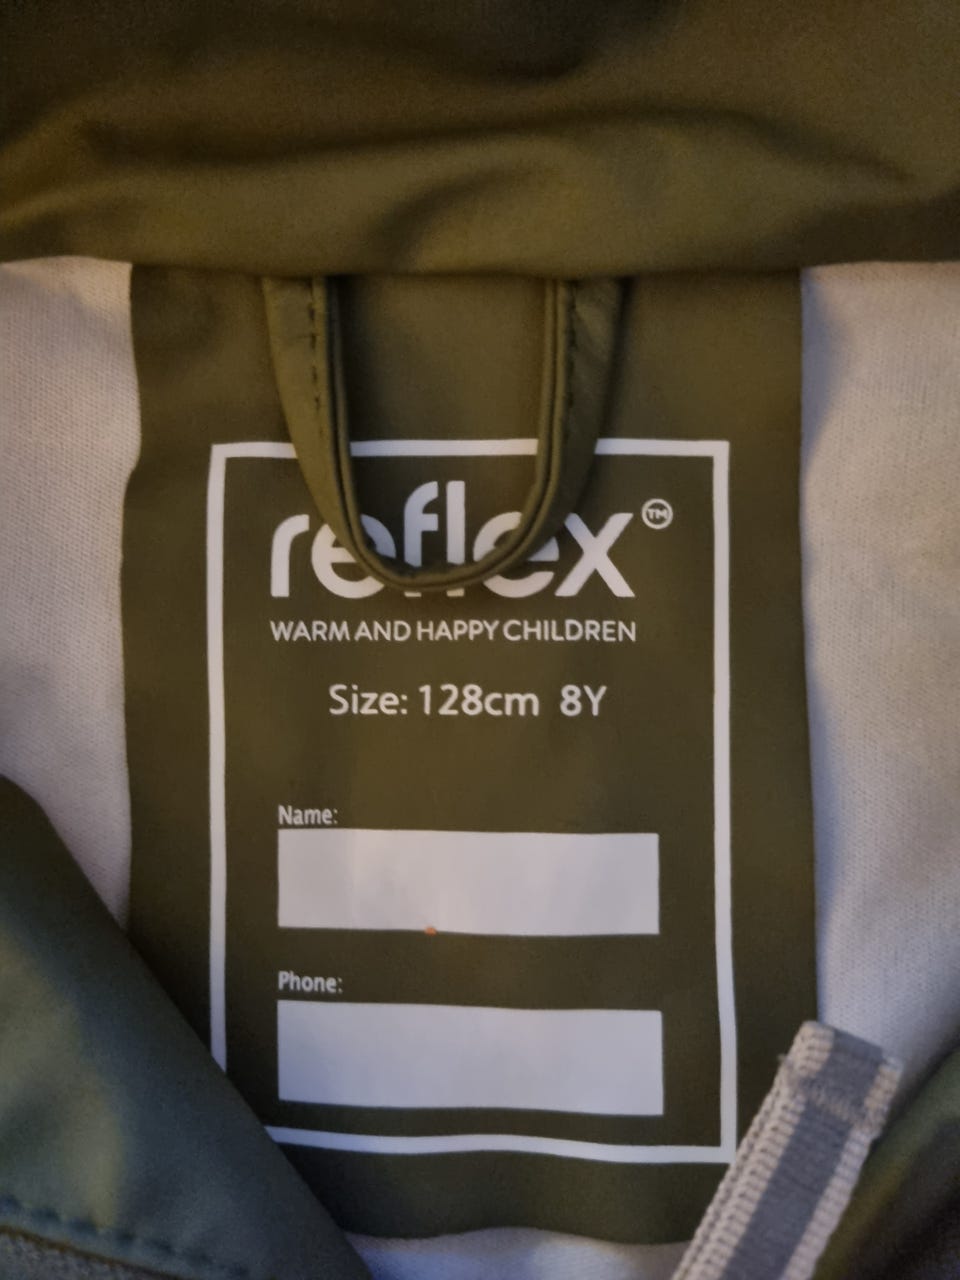 reflex™
WARM AND HAPPY CHILDREN
Size: 128cm 8Y
Name:
Phone: